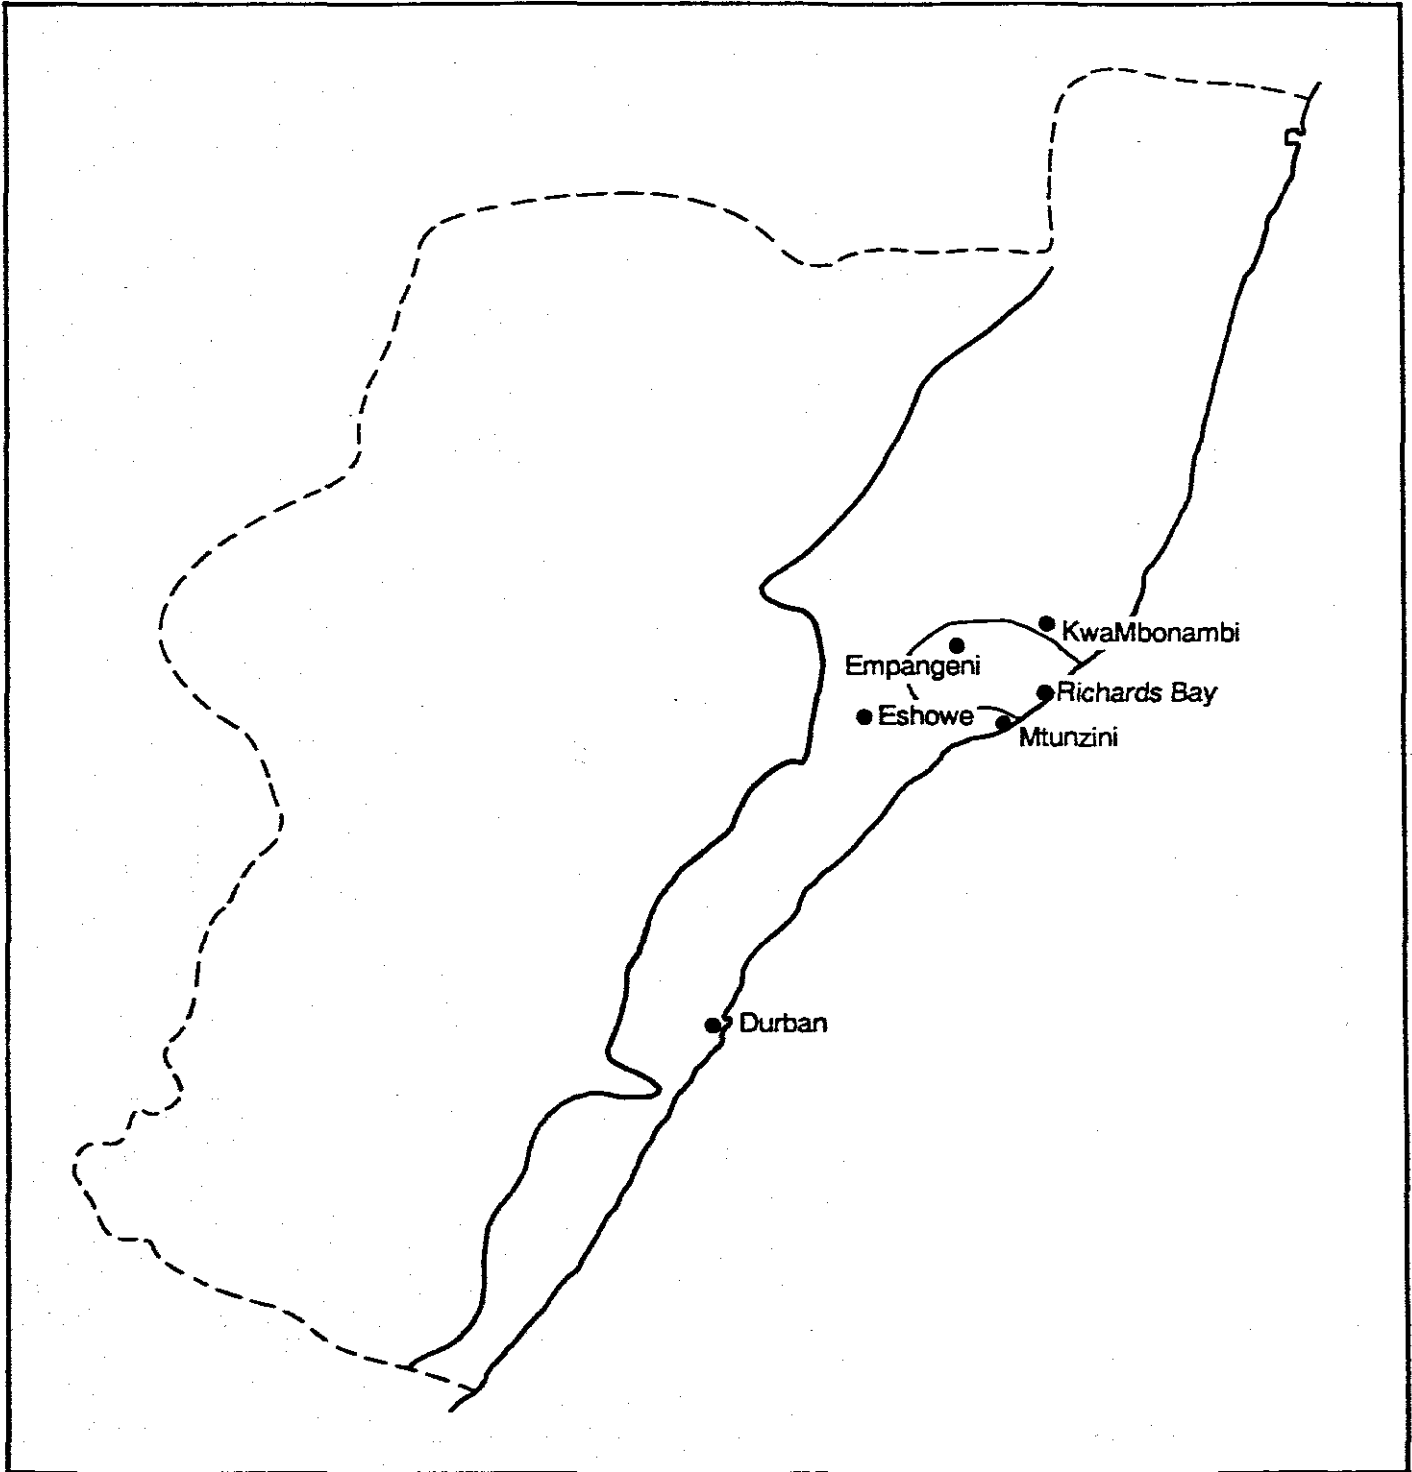 KwaMbonambi
Empangeni
Richards Bay
Eshowe
Mtunzini
Durban